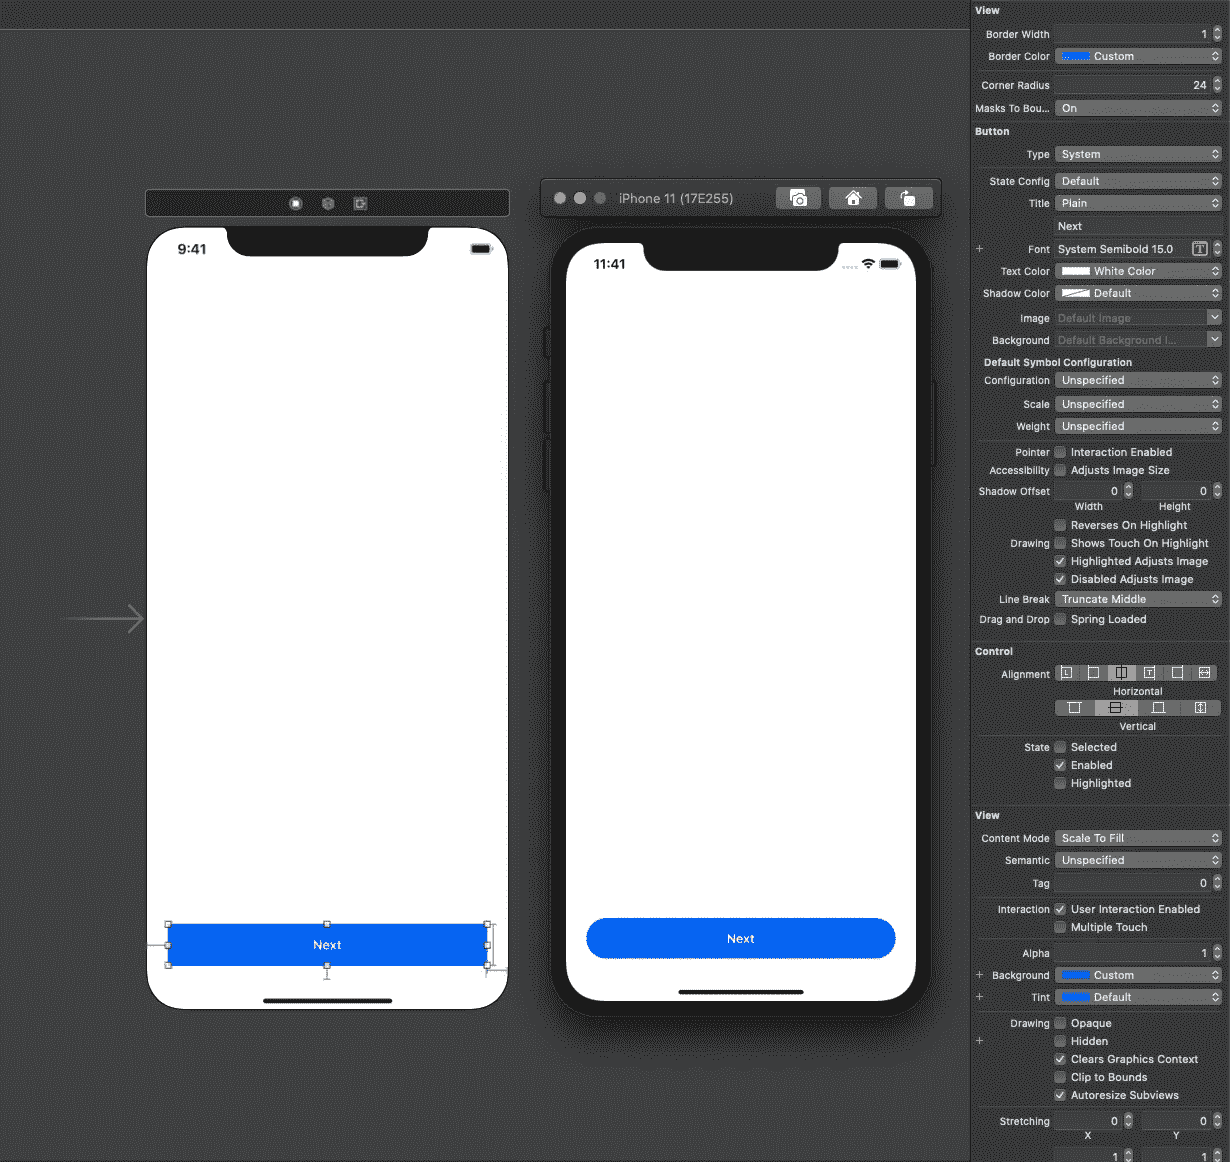 9:41
Next
iPhone 11 (17E255)
11:41
Next
View
Border Width 1
Border Color Custom
Corner Radius 24
Masks To Bou... On
Button
Type System
State Config Default
Title Plain
Next
+ Font System Semibold 15.0 T
Text Color White Color
Shadow Color Default
Image Default Image
Background Default Background I...
Default Symbol Configuration
Configuration Unspecified
Scale Unspecified
Weight Unspecified
Pointer Interaction Enabled
Accessibility Adjusts Image Size
Shadow Offset 0 0
Width Height
Reverses On Highlight
Drawing Shows Touch On Highlight
Highlighted Adjusts Image
Disabled Adjusts Image
Line Break Truncate Middle
Drag and Drop Spring Loaded
Control
Alignment L T
Horizontal
Vertical
State Selected
Enabled
Highlighted
View
Content Mode Scale To Fill
Semantic Unspecified
Tag 0
Interaction User Interaction Enabled
Multiple Touch
Alpha 1
+ Background Custom
+ Tint Default
Drawing Opaque
+ Hidden
Clears Graphics Context
Clip to Bounds
Autoresize Subviews
Stretching 0 0
X Y
1 1